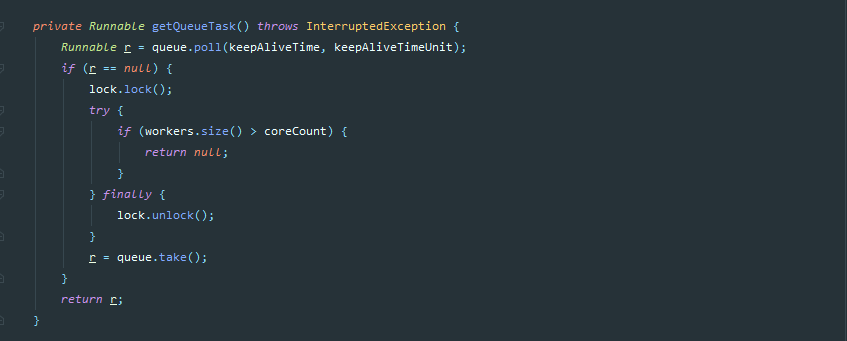 private Runnable getQueueTask() throws InterruptedException {
    Runnable r = queue.poll(keepAliveTime, keepAliveTimeUnit);
    if (r == null) {
        lock.lock();
        try {
            if (workers.size() > coreCount) {
                return null;
            }
        } finally {
            lock.unlock();
        }
        r = queue.take();
    }
    return r;
}